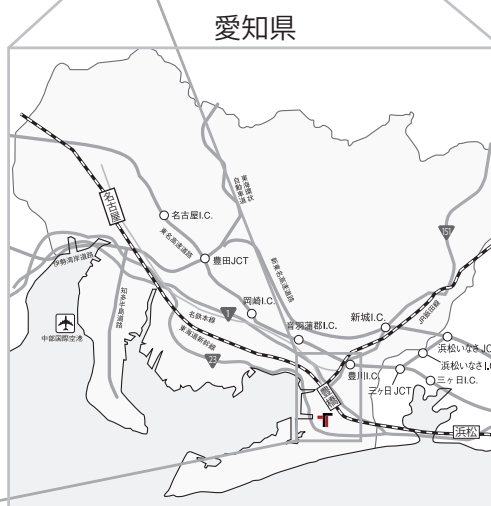 愛知県
東海環状
自動車道
151
名古屋
名古屋I.C.
東名高速道路
伊勢湾岸道路
豊田JCT
新東名高速道路
知多半島道路
岡崎I.C.
JR飯田線
名鉄本線
1
新城I.C.
音羽蒲郡I.C.
中部国際空港
東海道新幹線
浜松いなさJC
23
豊川I.C.
浜松いなさI.C
三ヶ日JCT
三ヶ日I.C.
豊橋
浜松